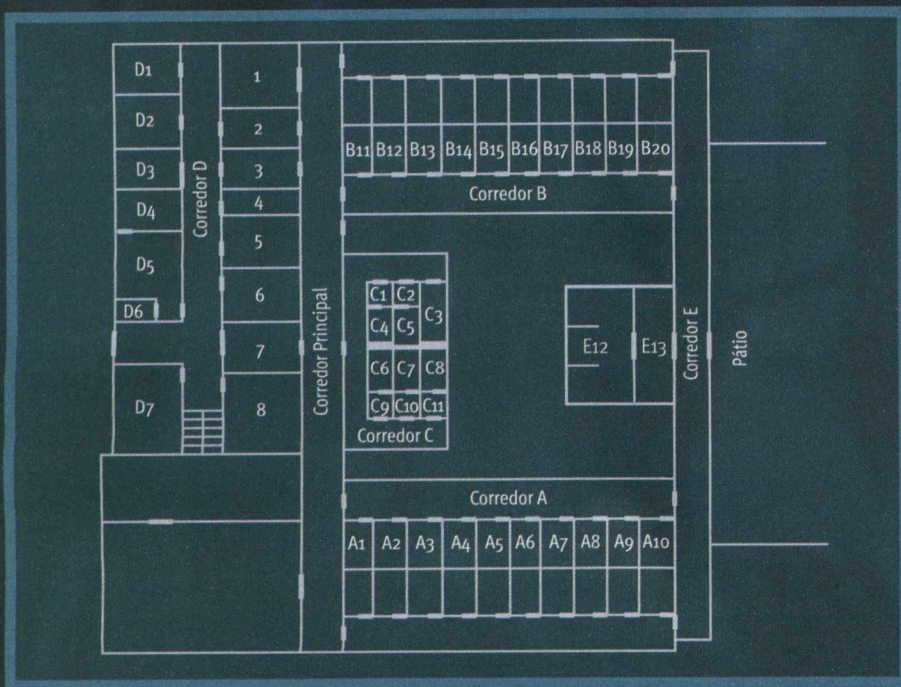 D1
1
D2
2
D3
3
D4
4
D5
5
D6
6
7
D7
8
Corredor D
Corredor Principal
B11 B12 B13 B14 B15 B16 B17 B18 B19 B20
Corredor B
C1 C2
C3
C4 C5
C6 C7 C8
C9 C10 C11
Corredor C
E12 E13
Corredor E
Pátio
Corredor A
A1 A2 A3 A4 A5 A6 A7 A8 A9 A10